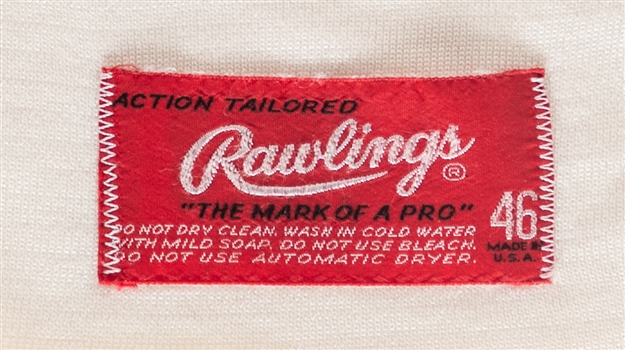 ACTION TAILORED
Rawlings ®
"THE MARK OF A PRO"
46
DO NOT DRY CLEAN. WASH IN COLD WATER
WITH MILD SOAP. DO NOT USE BLEACH.
DO NOT USE AUTOMATIC DRYER.
MADE IN
U.S.A.